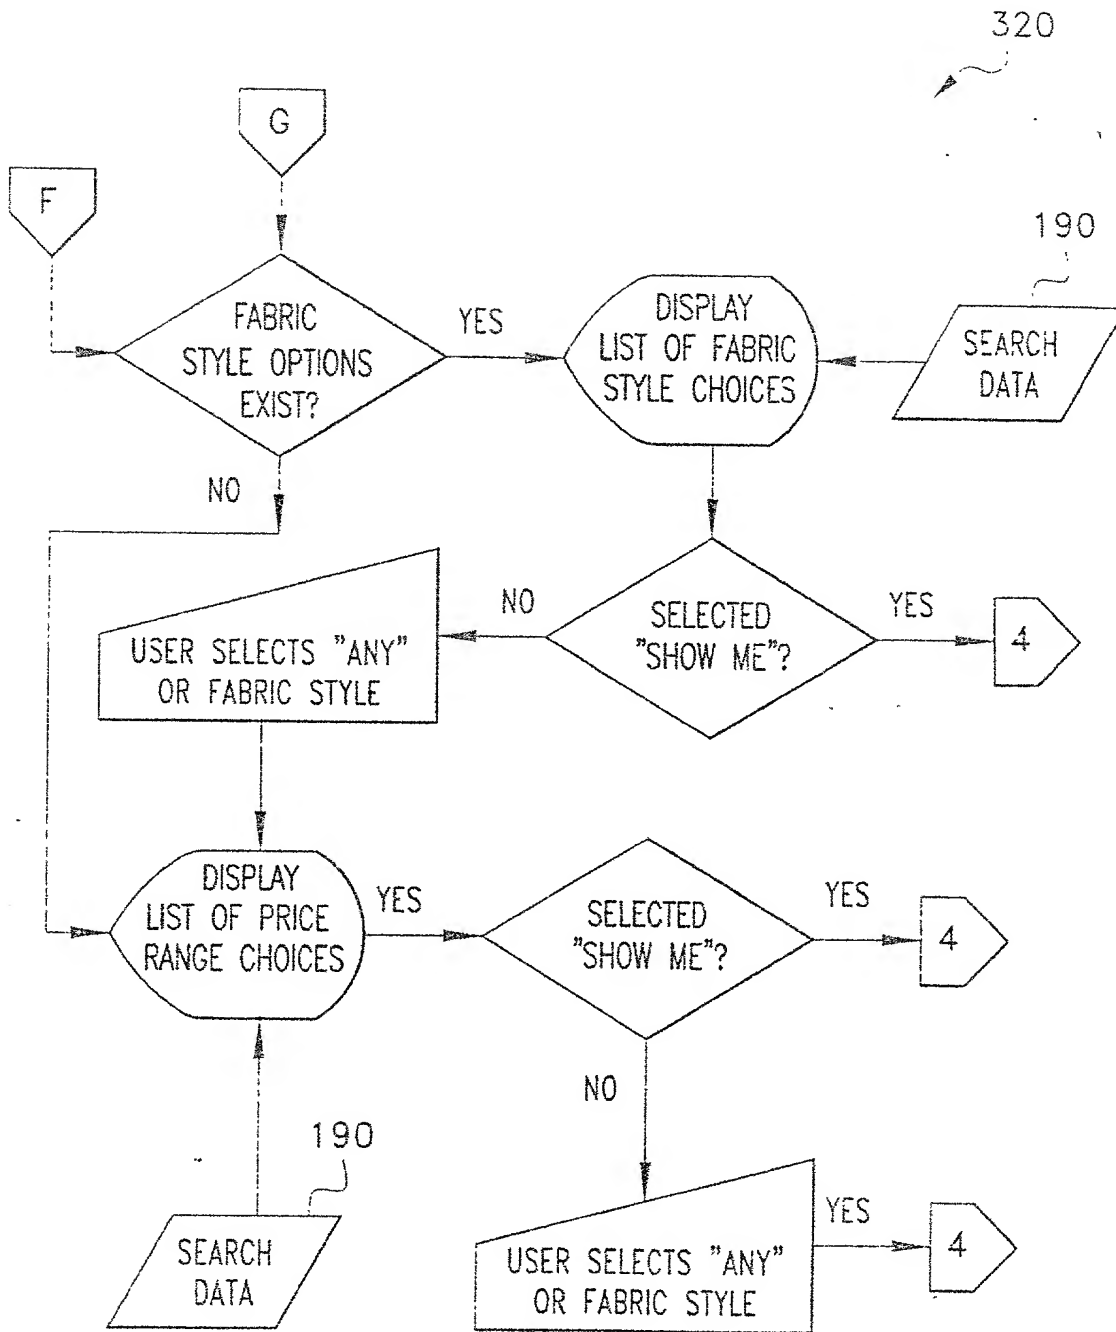 320
G
F
190
FABRIC
STYLE OPTIONS
EXIST?
YES
DISPLAY
LIST OF FABRIC
STYLE CHOICES
SEARCH
DATA
NO
USER SELECTS "ANY"
OR FABRIC STYLE
NO
SELECTED
"SHOW ME"?
YES
4
DISPLAY
LIST OF PRICE
RANGE CHOICES
YES
SELECTED
"SHOW ME"?
YES
4
NO
190
SEARCH
DATA
USER SELECTS "ANY"
OR FABRIC STYLE
YES
4